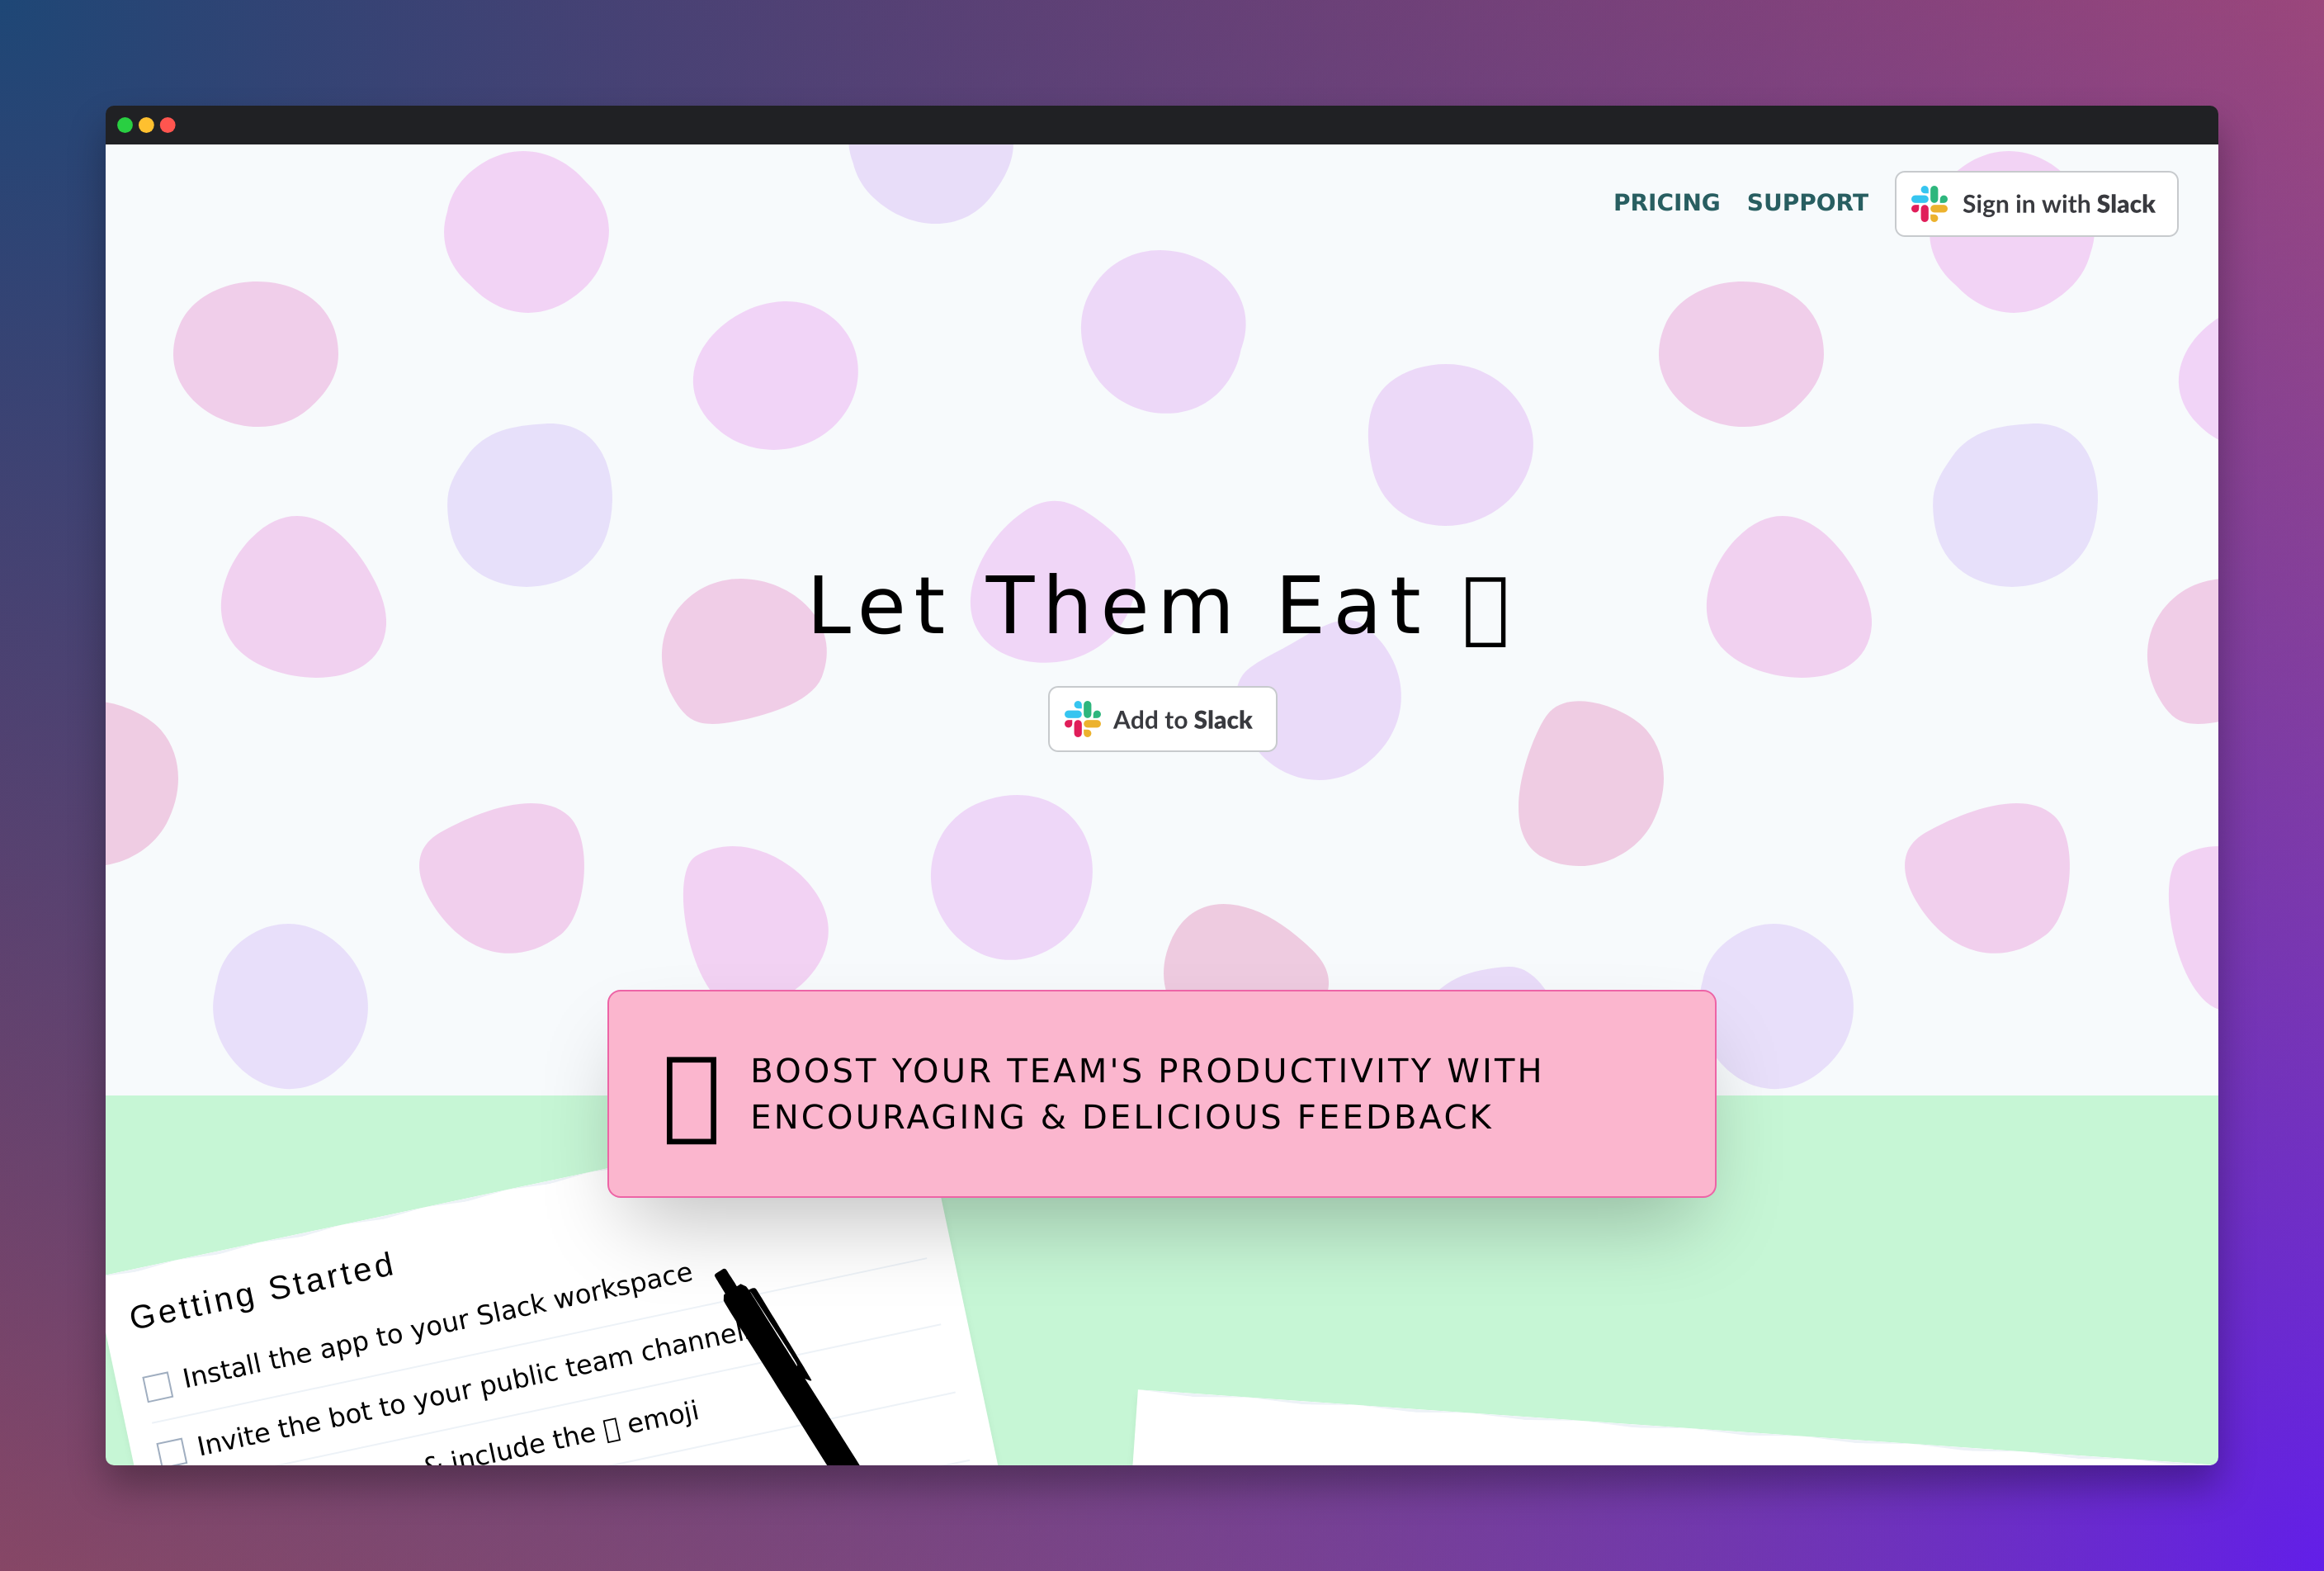 PRICING SUPPORT Sign in with Slack
Let Them Eat
Add to Slack
BOOST YOUR TEAM'S PRODUCTIVITY WITH
ENCOURAGING & DELICIOUS FEEDBACK
Getting Started
Install the app to your Slack workspace
Invite the bot to your public team channel
& include the emoji